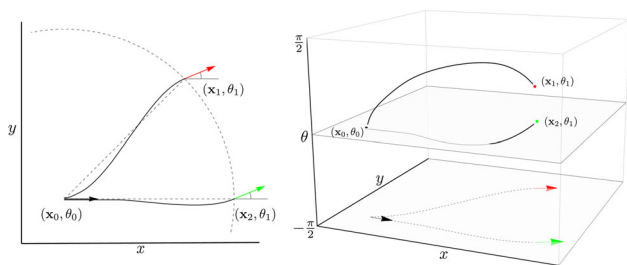 y
(x₁, θ₁)
(x₀, θ₀)
(x₂, θ₁)
x
π/2
(x₁, θ₁)
(x₂, θ₁)
(x₀, θ₀)
θ
y
-π/2
x